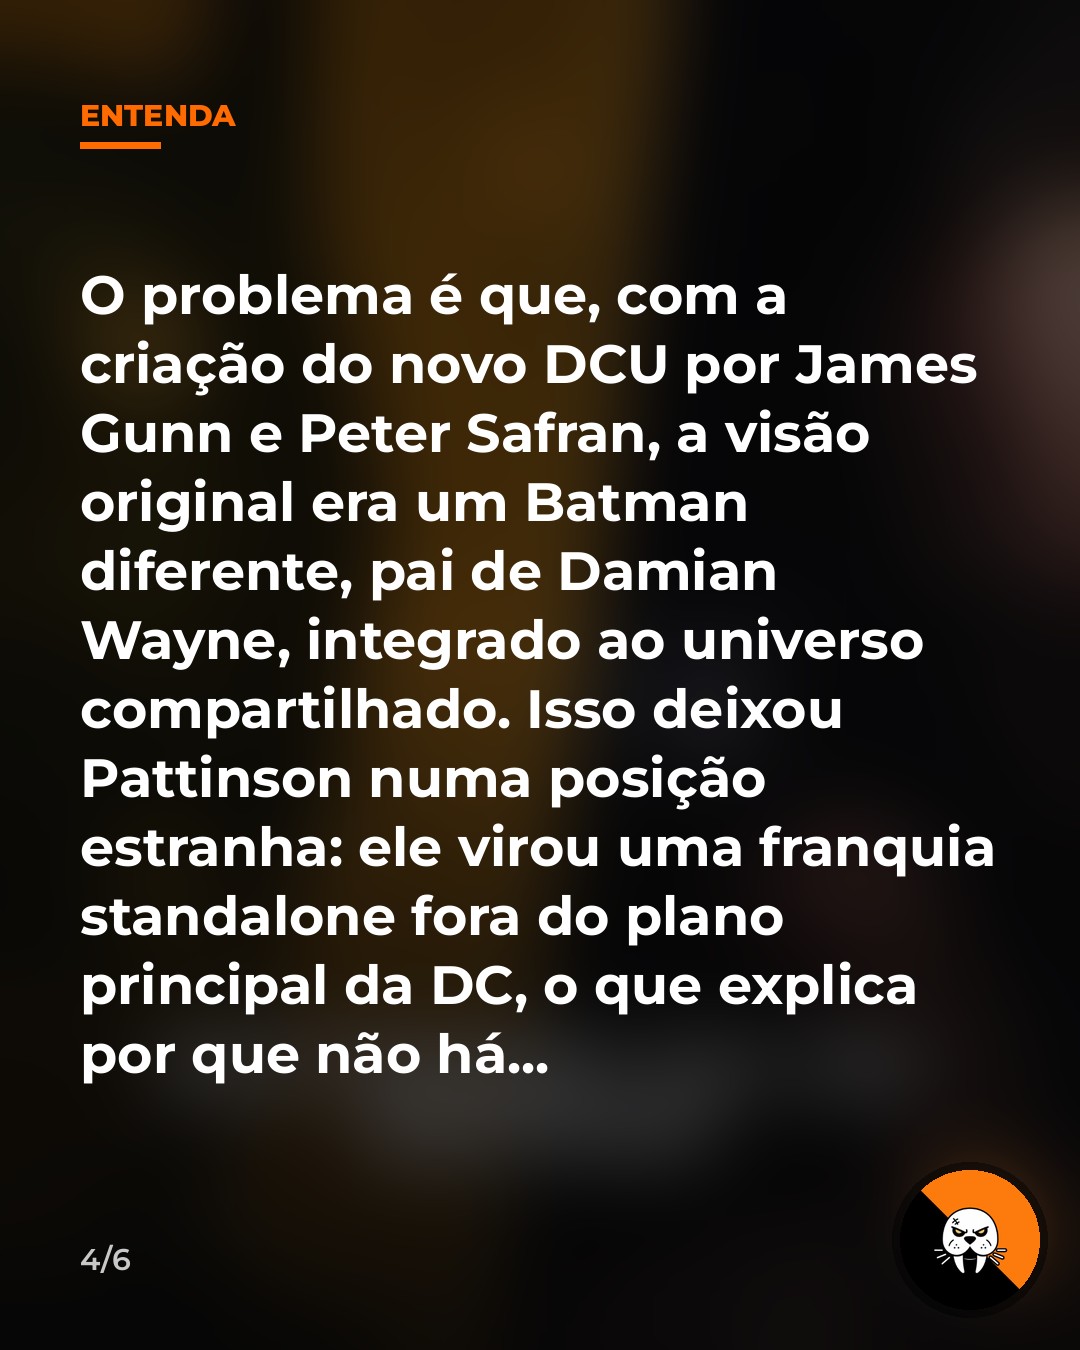 ENTENDA
O problema é que, com a
criação do novo DCU por James
Gunn e Peter Safran, a visão
original era um Batman
diferente, pai de Damian
Wayne, integrado ao universo
compartilhado. Isso deixou
Pattinson numa posição
estranha: ele virou uma franquia
standalone fora do plano
principal da DC, o que explica
por que não há...
4/6